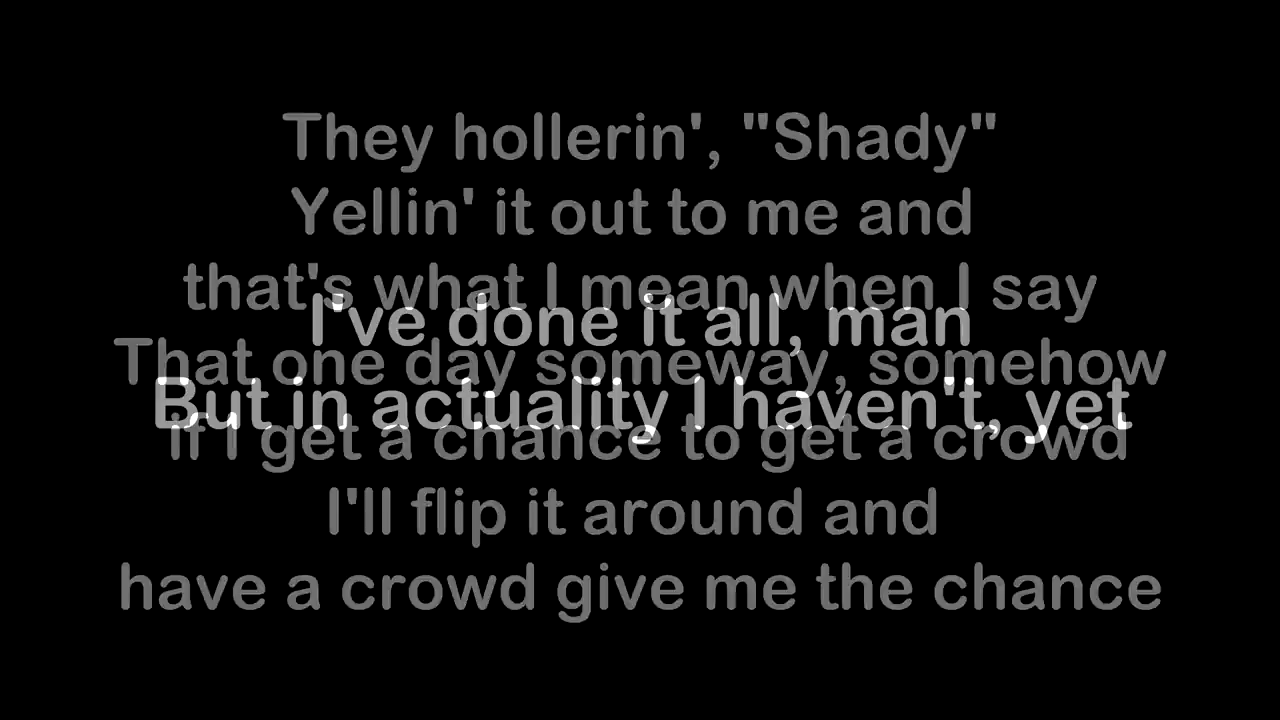 They hollerin', "Shady"
Yellin' it out to me and
that's what I mean when I say
I've done it all, man
That one day someway, somehow
But in actuality I haven't, yet
if I get a chance to get a crowd
I'll flip it around and
have a crowd give me the chance